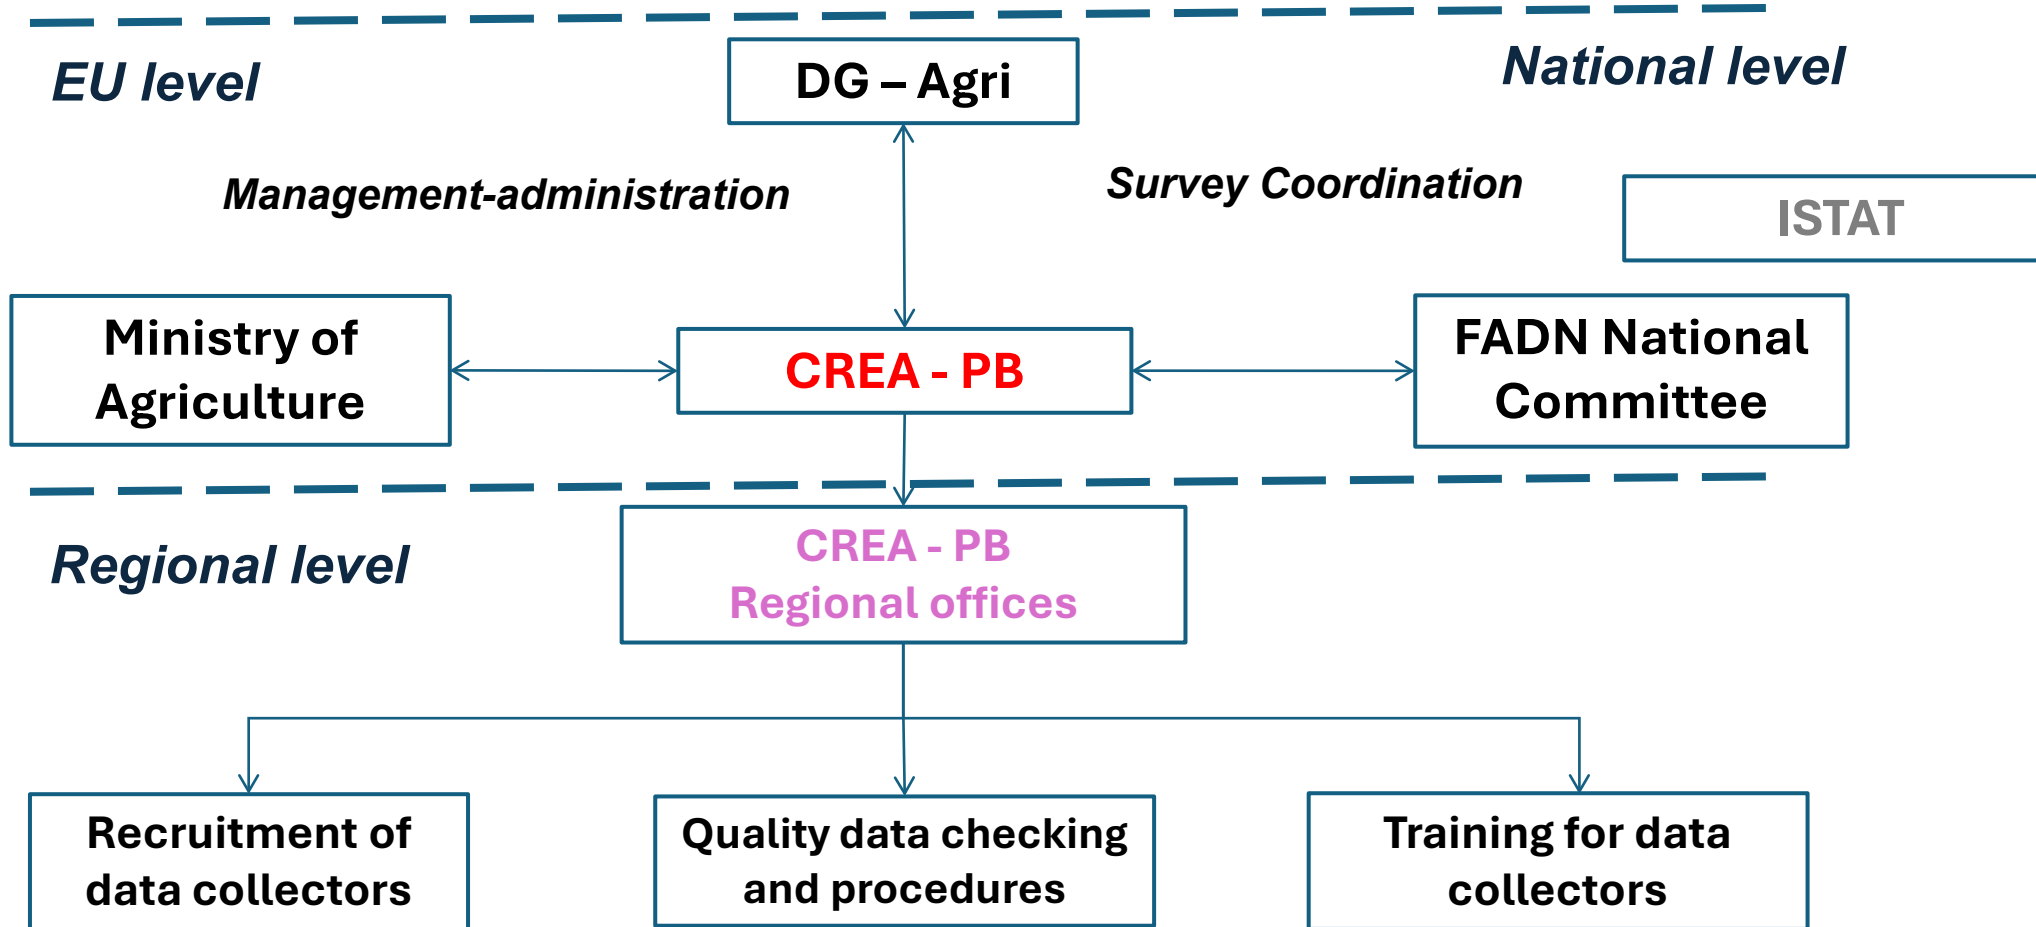 EU level
DG – Agri
National level
Management-administration
Survey Coordination
ISTAT
Ministry of
Agriculture
CREA - PB
FADN National
Committee
Regional level
CREA - PB
Regional offices
Recruitment of
data collectors
Quality data checking
and procedures
Training for data
collectors